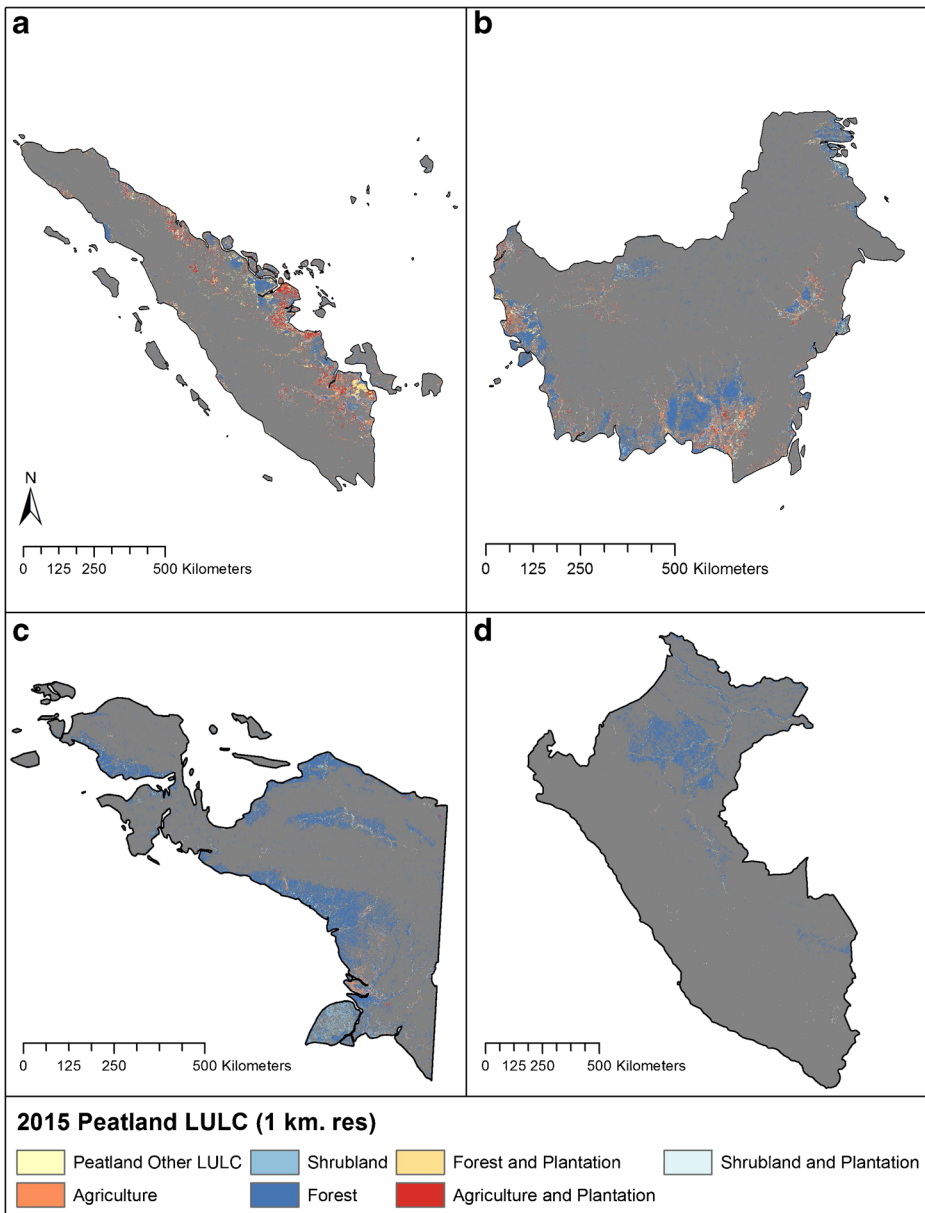 a
b
N
0 125 250 500 Kilometers
0 125 250 500 Kilometers
c
d
0 125 250 500 Kilometers
0 125 250 500 Kilometers
2015 Peatland LULC (1 km. res)
Peatland Other LULC Shrubland Forest and Plantation Shrubland and Plantation
Agriculture Forest Agriculture and Plantation